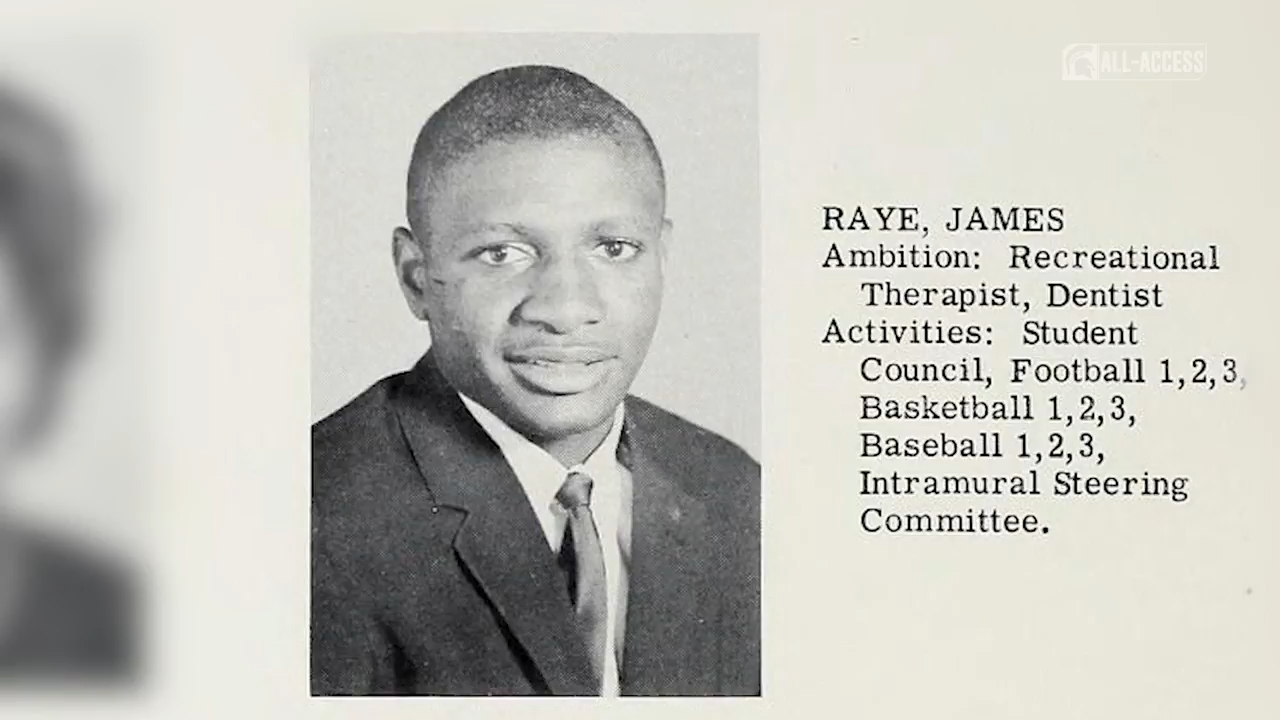 ALL-ACCESS
RAYE, JAMES
Ambition: Recreational
Therapist, Dentist
Activities: Student
Council, Football 1,2,3,
Basketball 1,2,3,
Baseball 1,2,3,
Intramural Steering
Committee.